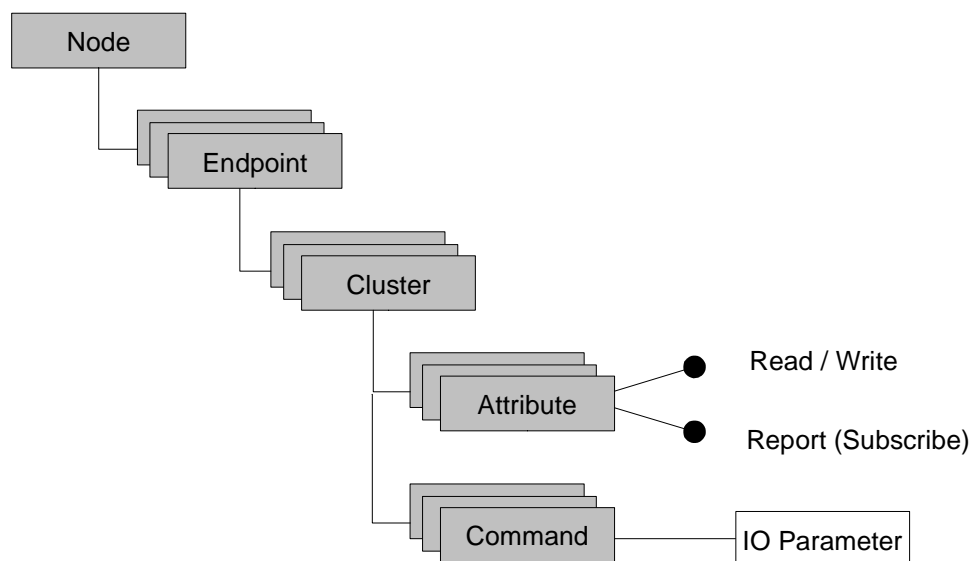 Node
Endpoint
Cluster
Read / Write
Attribute
Report (Subscribe)
Command
IO Parameter